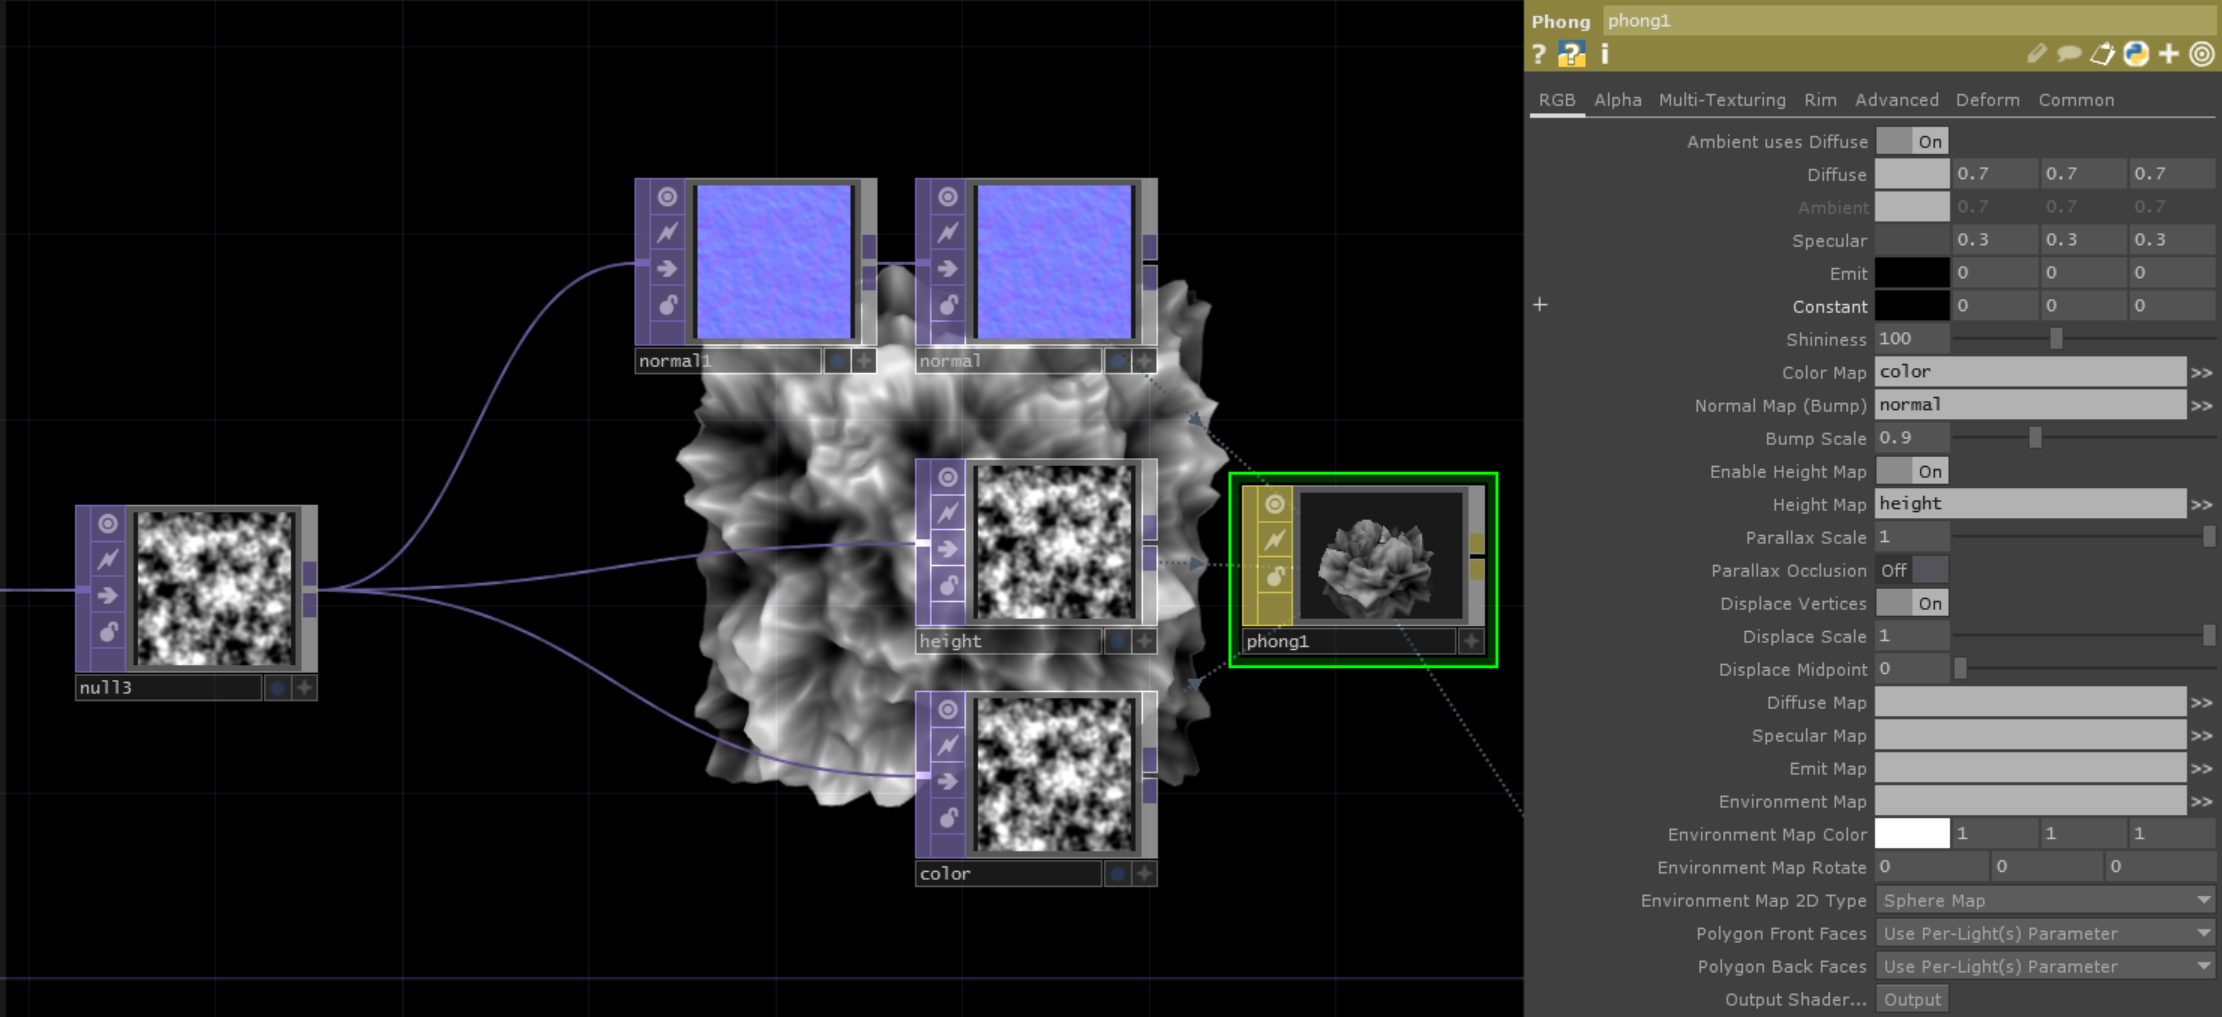 normal1
normal
null3
height
color
phong1
Phong phong1
? ? i
RGB Alpha Multi-Texturing Rim Advanced Deform Common
Ambient uses Diffuse On
Diffuse 0.7 0.7 0.7
Ambient 0.7 0.7 0.7
Specular 0.3 0.3 0.3
Emit 0 0 0
+ Constant 0 0 0
Shininess 100
Color Map color >>
Normal Map (Bump) normal >>
Bump Scale 0.9
Enable Height Map On
Height Map height >>
Parallax Scale 1
Parallax Occlusion Off
Displace Vertices On
Displace Scale 1
Displace Midpoint 0
Diffuse Map >>
Specular Map >>
Emit Map >>
Environment Map >>
Environment Map Color 1 1 1
Environment Map Rotate 0 0 0
Environment Map 2D Type Sphere Map
Polygon Front Faces Use Per-Light(s) Parameter
Polygon Back Faces Use Per-Light(s) Parameter
Output Shader... Output